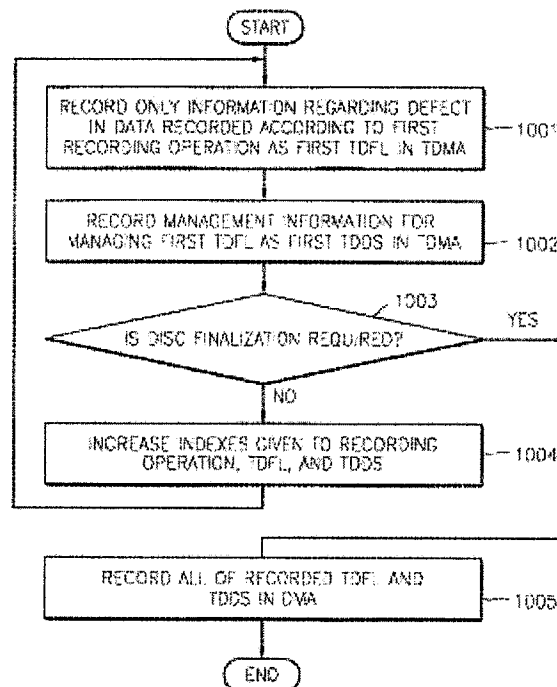 START
RECORD ONLY INFORMATION REGARDING DEFECT
IN DATA RECORDED ACCORDING TO FIRST
RECORDING OPERATION AS FIRST TDFL IN TDMA
1001
RECORD MANAGEMENT INFORMATION FOR
MANAGING FIRST TDFL AS FIRST TDDS IN TDMA
1002
1003
IS DISC FINALIZATION REQUIRED?
YES
NO
INCREASE INDEXES GIVEN TO RECORDING
OPERATION, TDFL, AND TDDS
1004
RECORD ALL OF RECORDED TDFL AND
TDDS IN DMA
1005
END